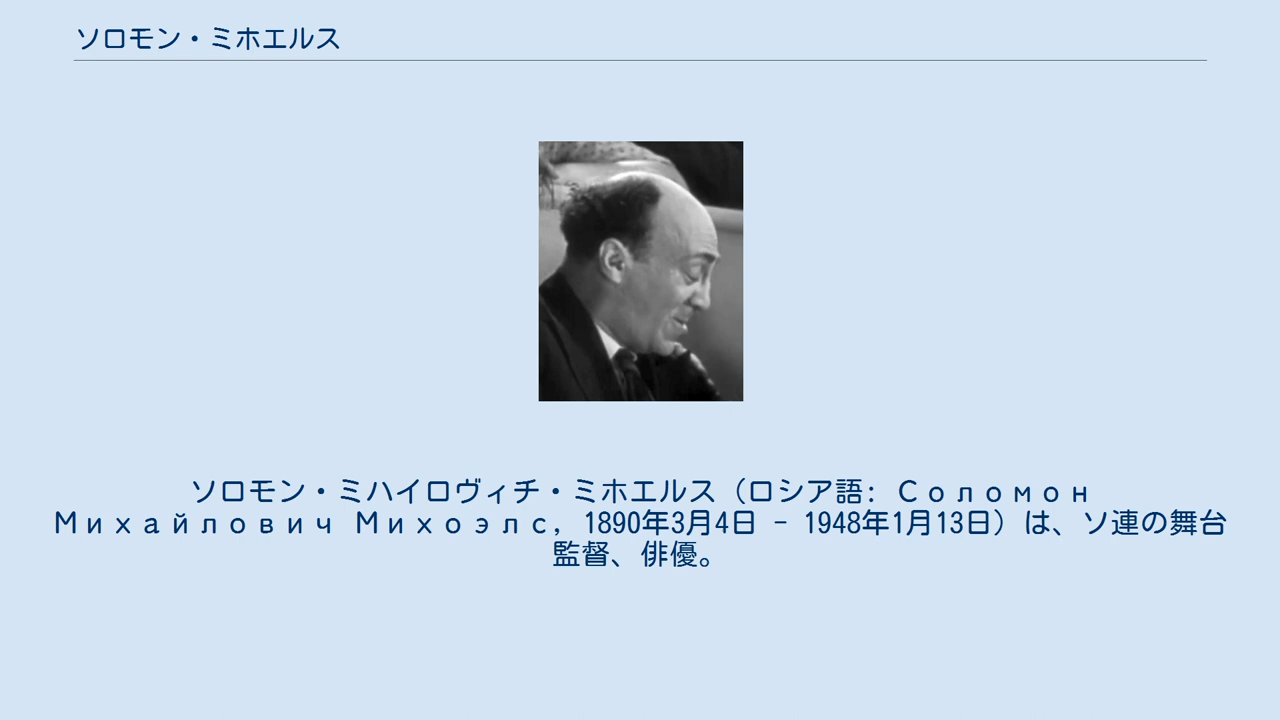 ソロモン・ミホエルス
ソロモン・ミハイロヴィチ・ミホエルス（ロシア語: Соломон
Михайлович Михоэлс, 1890年3月4日 - 1948年1月13日）は、ソ連の舞台
監督、俳優。